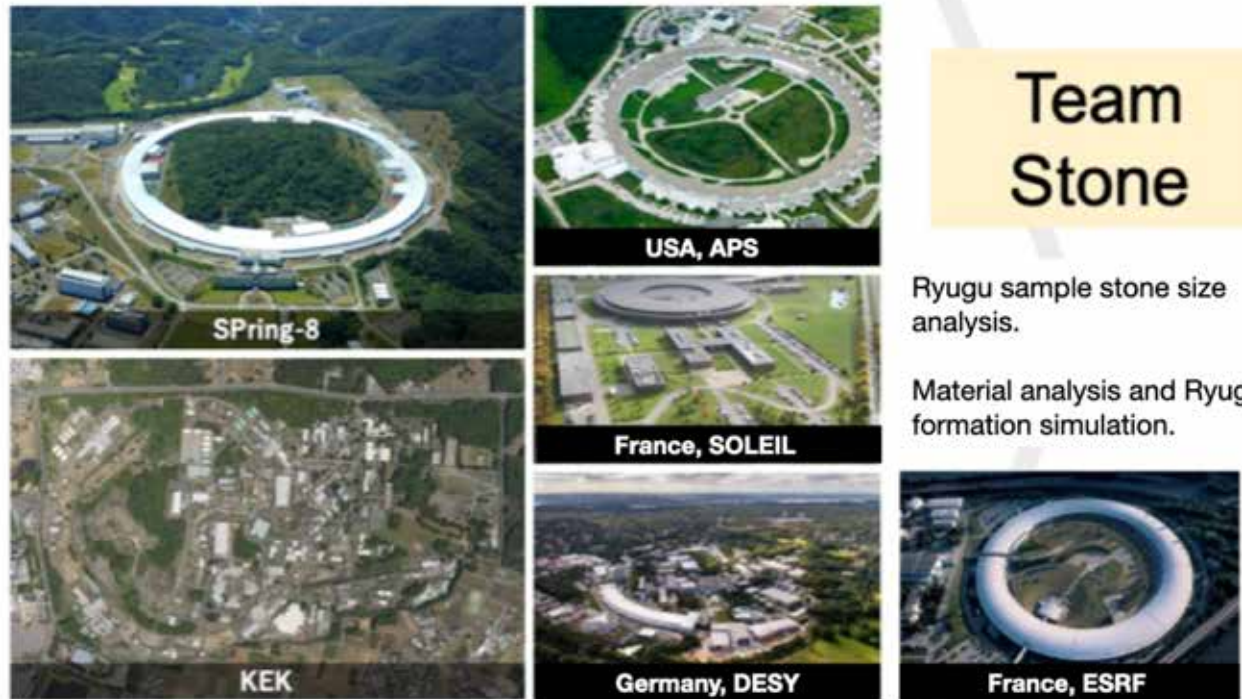 Team
Stone
Ryugu sample stone size
analysis.
Material analysis and Ryug
formation simulation.
SPring-8
USA, APS
France, SOLEIL
KEK
Germany, DESY
France, ESRF